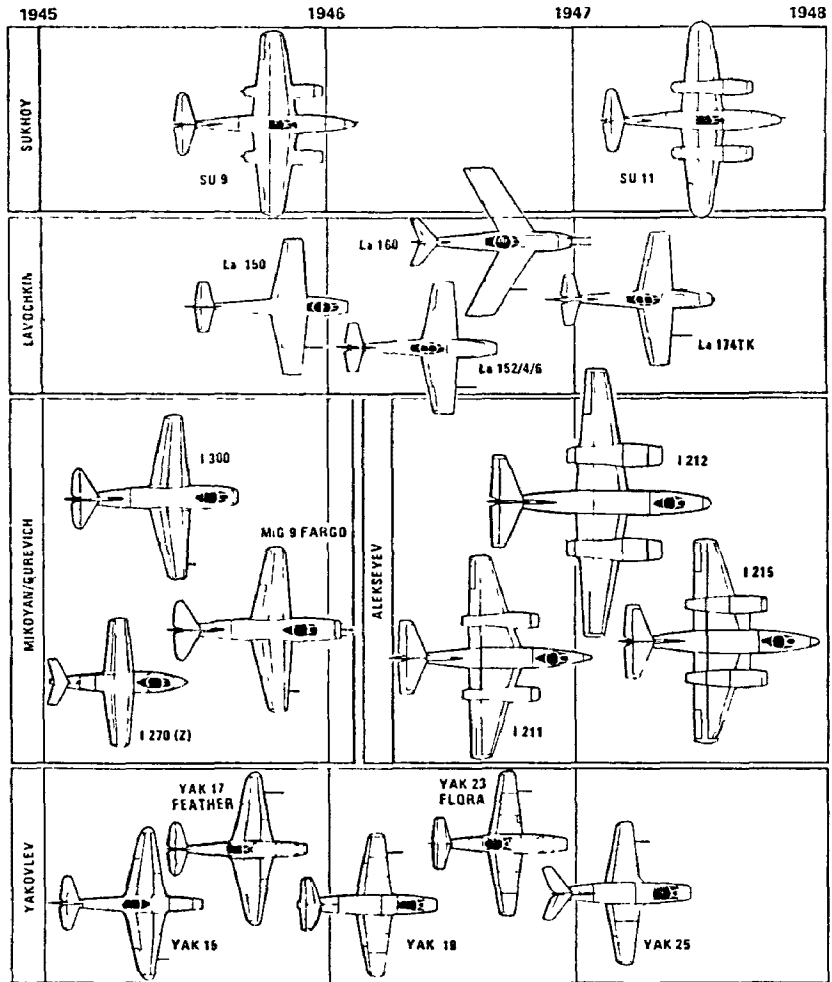 1945 1946 1947 1948
SUKHOY
SU 9
SU 11
LAVOCHKIN
La 150
La 160
La 152/4/6
La 174TK
MIKOYAN/GUREVICH
I 300
MiG 9 FARGO
I 270 (Z)
ALEKSEYEV
I 212
I 215
I 211
YAKOVLEV
YAK 17
FEATHER
YAK 23
FLORA
YAK 15
YAK 19
YAK 25